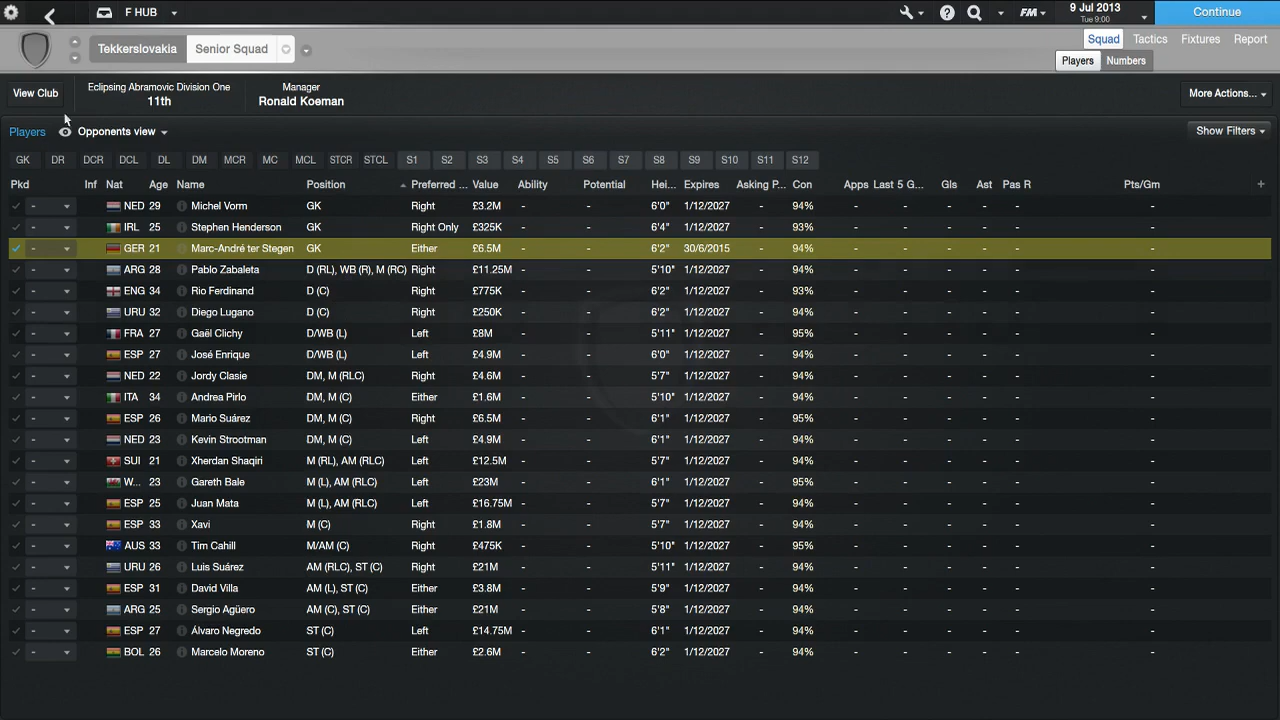 F HUB FM 9 Jul 2013 Tue 9:00 Continue
Tekkerslovakia Senior Squad Squad Tactics Fixtures Report
Players Numbers
View Club Eclipsing Abramovic Division One 11th Manager Ronald Koeman More Actions...
Players Opponents view Show Filters
GK DR DCR DCL DL DM MCR MC MCL STCR STCL S1 S2 S3 S4 S5 S6 S7 S8 S9 S10 S11 S12
Pkd Inf Nat Age Name Position Preferred ... Value Ability Potential Hei... Expires Asking P... Con Apps Last 5 G... Gls Ast Pas R Pts/Gm +
- NED 29 Michel Vorm GK Right £3.2M - - 6'0" 1/12/2027 - 94% - - - - - -
- IRL 25 Stephen Henderson GK Right Only £325K - - 6'4" 1/12/2027 - 93% - - - - - -
- GER 21 Marc-André ter Stegen GK Either £6.5M - - 6'2" 30/6/2015 - 94% - - - - - -
- ARG 28 Pablo Zabaleta D (RL), WB (R), M (RC) Right £11.25M - - 5'10" 1/12/2027 - 94% - - - - - -
- ENG 34 Rio Ferdinand D (C) Right £775K - - 6'2" 1/12/2027 - 93% - - - - - -
- URU 32 Diego Lugano D (C) Right £250K - - 6'2" 1/12/2027 - 94% - - - - - -
- FRA 27 Gaël Clichy D/WB (L) Left £8M - - 5'11" 1/12/2027 - 95% - - - - - -
- ESP 27 José Enrique D/WB (L) Left £4.9M - - 6'0" 1/12/2027 - 94% - - - - - -
- NED 22 Jordy Clasie DM, M (RLC) Right £4.6M - - 5'7" 1/12/2027 - 94% - - - - - -
- ITA 34 Andrea Pirlo DM, M (C) Either £1.6M - - 5'10" 1/12/2027 - 94% - - - - - -
- ESP 26 Mario Suárez DM, M (C) Right £6.5M - - 6'1" 1/12/2027 - 95% - - - - - -
- NED 23 Kevin Strootman DM, M (C) Left £4.9M - - 6'1" 1/12/2027 - 94% - - - - - -
- SUI 21 Xherdan Shaqiri M (RL), AM (RLC) Left £12.5M - - 5'7" 1/12/2027 - 94% - - - - - -
- W... 23 Gareth Bale M (L), AM (RLC) Left £23M - - 6'1" 1/12/2027 - 95% - - - - - -
- ESP 25 Juan Mata M (L), AM (RLC) Left £16.75M - - 5'7" 1/12/2027 - 94% - - - - - -
- ESP 33 Xavi M (C) Right £1.8M - - 5'7" 1/12/2027 - 94% - - - - - -
- AUS 33 Tim Cahill M/AM (C) Right £475K - - 5'10" 1/12/2027 - 95% - - - - - -
- URU 26 Luis Suárez AM (RLC), ST (C) Right £21M - - 5'11" 1/12/2027 - 94% - - - - - -
- ESP 31 David Villa AM (L), ST (C) Either £3.8M - - 5'9" 1/12/2027 - 94% - - - - - -
- ARG 25 Sergio Agüero AM (C), ST (C) Either £21M - - 5'8" 1/12/2027 - 94% - - - - - -
- ESP 27 Álvaro Negredo ST (C) Left £14.75M - - 6'1" 1/12/2027 - 94% - - - - - -
- BOL 26 Marcelo Moreno ST (C) Either £2.6M - - 6'2" 1/12/2027 - 94% - - - - - -